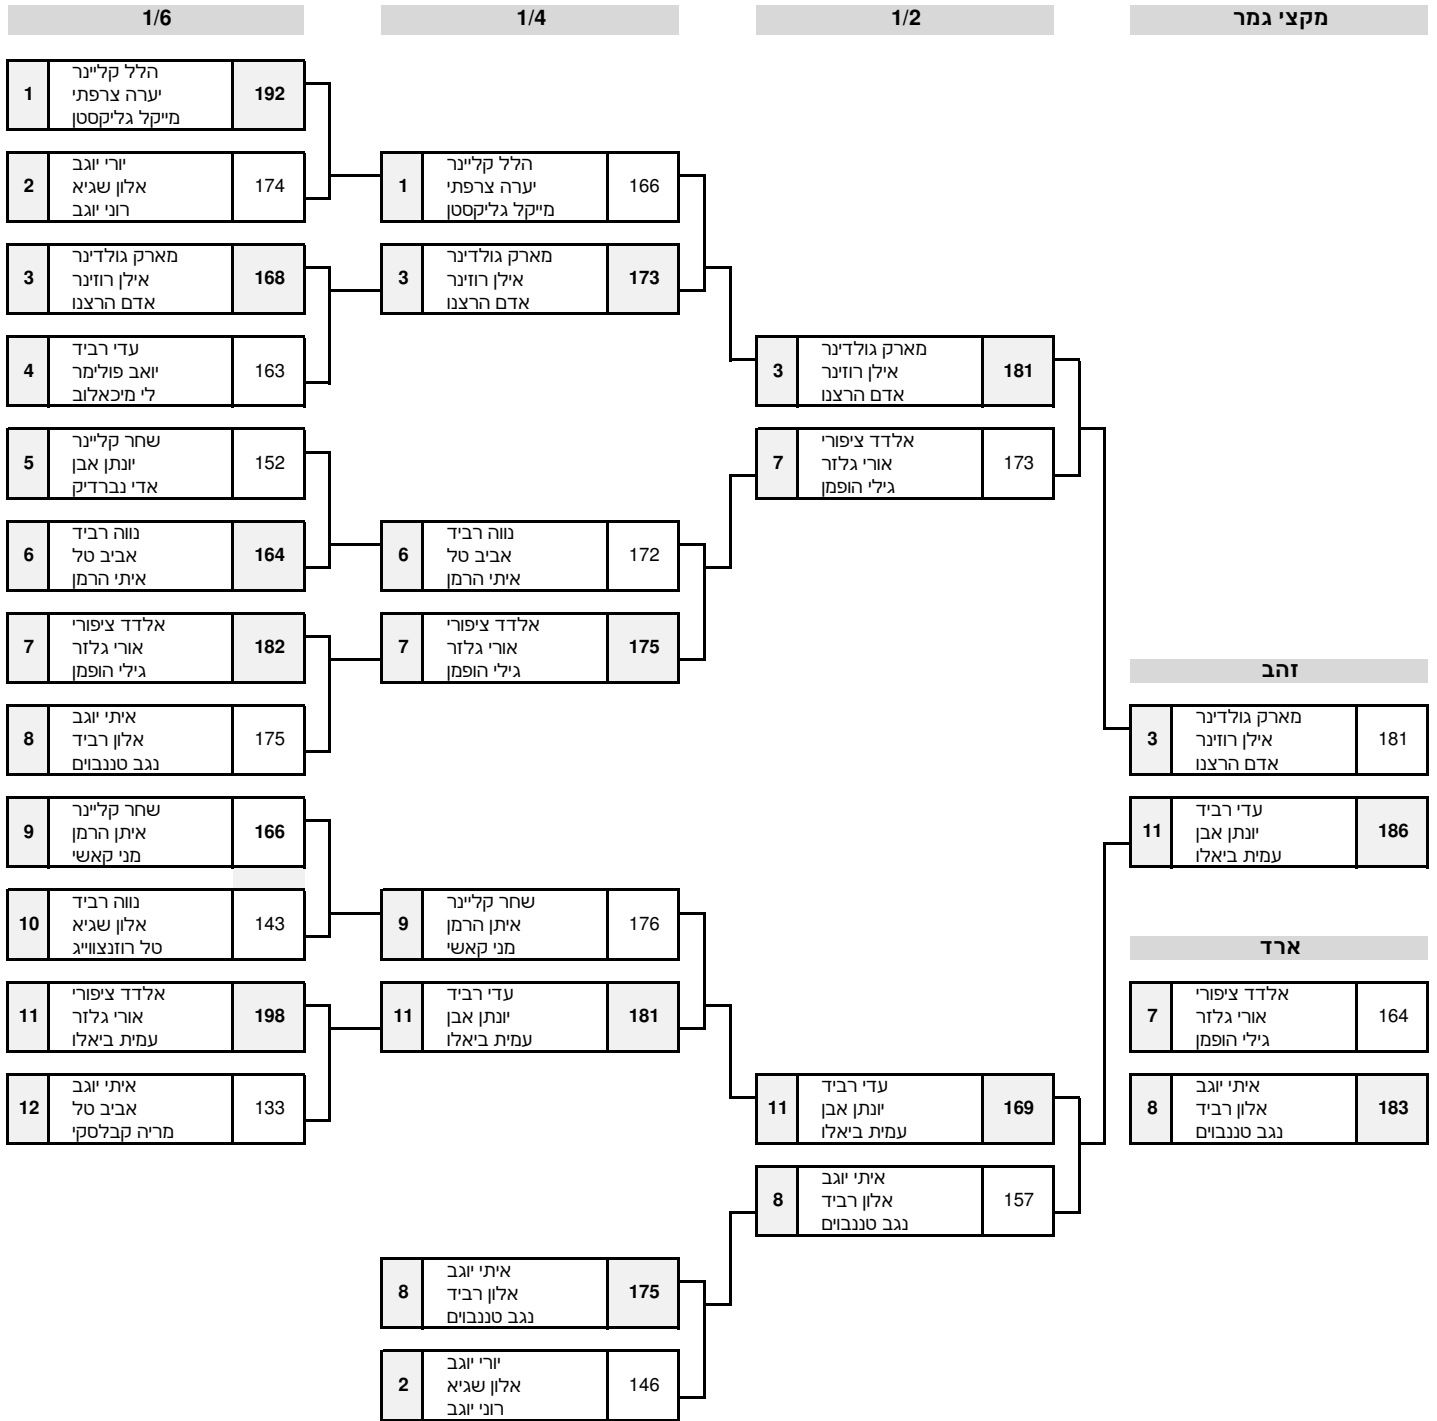 1/6
1/4
1/2
מקצי גמר
1
הלל קליינר
יערה צרפתי
מייקל גליקסטן
192
2
יורי יוגב
אלון שגיא
רוני יוגב
174
3
מארק גולדינר
אילן רוזינר
אדם הרצנו
168
4
עדי רביד
יואב פולימר
לי מיכאלוב
163
5
שחר קליינר
יונתן אבן
אדי נברדיק
152
6
נווה רביד
אביב טל
איתי הרמן
164
7
אלדד ציפורי
אורי גלזר
גילי הופמן
182
8
איתי יוגב
אלון רביד
נגב טננבוים
175
9
שחר קליינר
איתן הרמן
מני קאשי
166
10
נווה רביד
אלון שגיא
טל רוזנצווייג
143
11
אלדד ציפורי
אורי גלזר
עמית ביאלו
198
12
איתי יוגב
אביב טל
מריה קבלסקי
133
1
הלל קליינר
יערה צרפתי
מייקל גליקסטן
166
3
מארק גולדינר
אילן רוזינר
אדם הרצנו
173
6
נווה רביד
אביב טל
איתי הרמן
172
7
אלדד ציפורי
אורי גלזר
גילי הופמן
175
9
שחר קליינר
איתן הרמן
מני קאשי
176
11
עדי רביד
יונתן אבן
עמית ביאלו
181
8
איתי יוגב
אלון רביד
נגב טננבוים
175
2
יורי יוגב
אלון שגיא
רוני יוגב
146
3
מארק גולדינר
אילן רוזינר
אדם הרצנו
181
7
אלדד ציפורי
אורי גלזר
גילי הופמן
173
11
עדי רביד
יונתן אבן
עמית ביאלו
169
8
איתי יוגב
אלון רביד
נגב טננבוים
157
זהב
3
מארק גולדינר
אילן רוזינר
אדם הרצנו
181
11
עדי רביד
יונתן אבן
עמית ביאלו
186
ארד
7
אלדד ציפורי
אורי גלזר
גילי הופמן
164
8
איתי יוגב
אלון רביד
נגב טננבוים
183